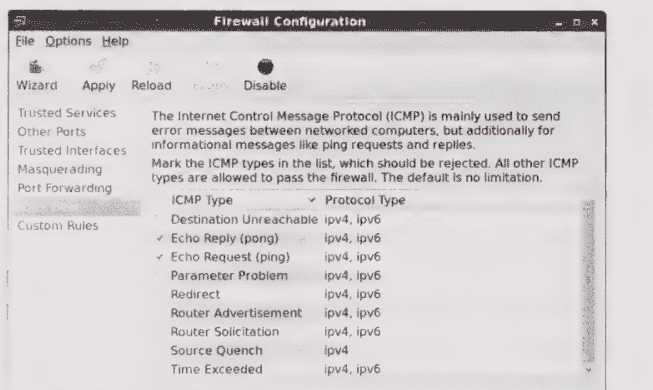 Firewall Configuration
File Options Help
Wizard Apply Reload Disable
Trusted Services
Other Ports
Trusted Interfaces
Masquerading
Port Forwarding
Custom Rules
The Internet Control Message Protocol (ICMP) is mainly used to send
error messages between networked computers, but additionally for
informational messages like ping requests and replies.
Mark the ICMP types in the list, which should be rejected. All other ICMP
types are allowed to pass the firewall. The default is no limitation.
ICMP Type Protocol Type
Destination Unreachable ipv4, ipv6
Echo Reply (pong) ipv4, ipv6
Echo Request (ping) ipv4, ipv6
Parameter Problem ipv4, ipv6
Redirect ipv4, ipv6
Router Advertisement ipv4, ipv6
Router Solicitation ipv4, ipv6
Source Quench ipv4
Time Exceeded ipv4, ipv6